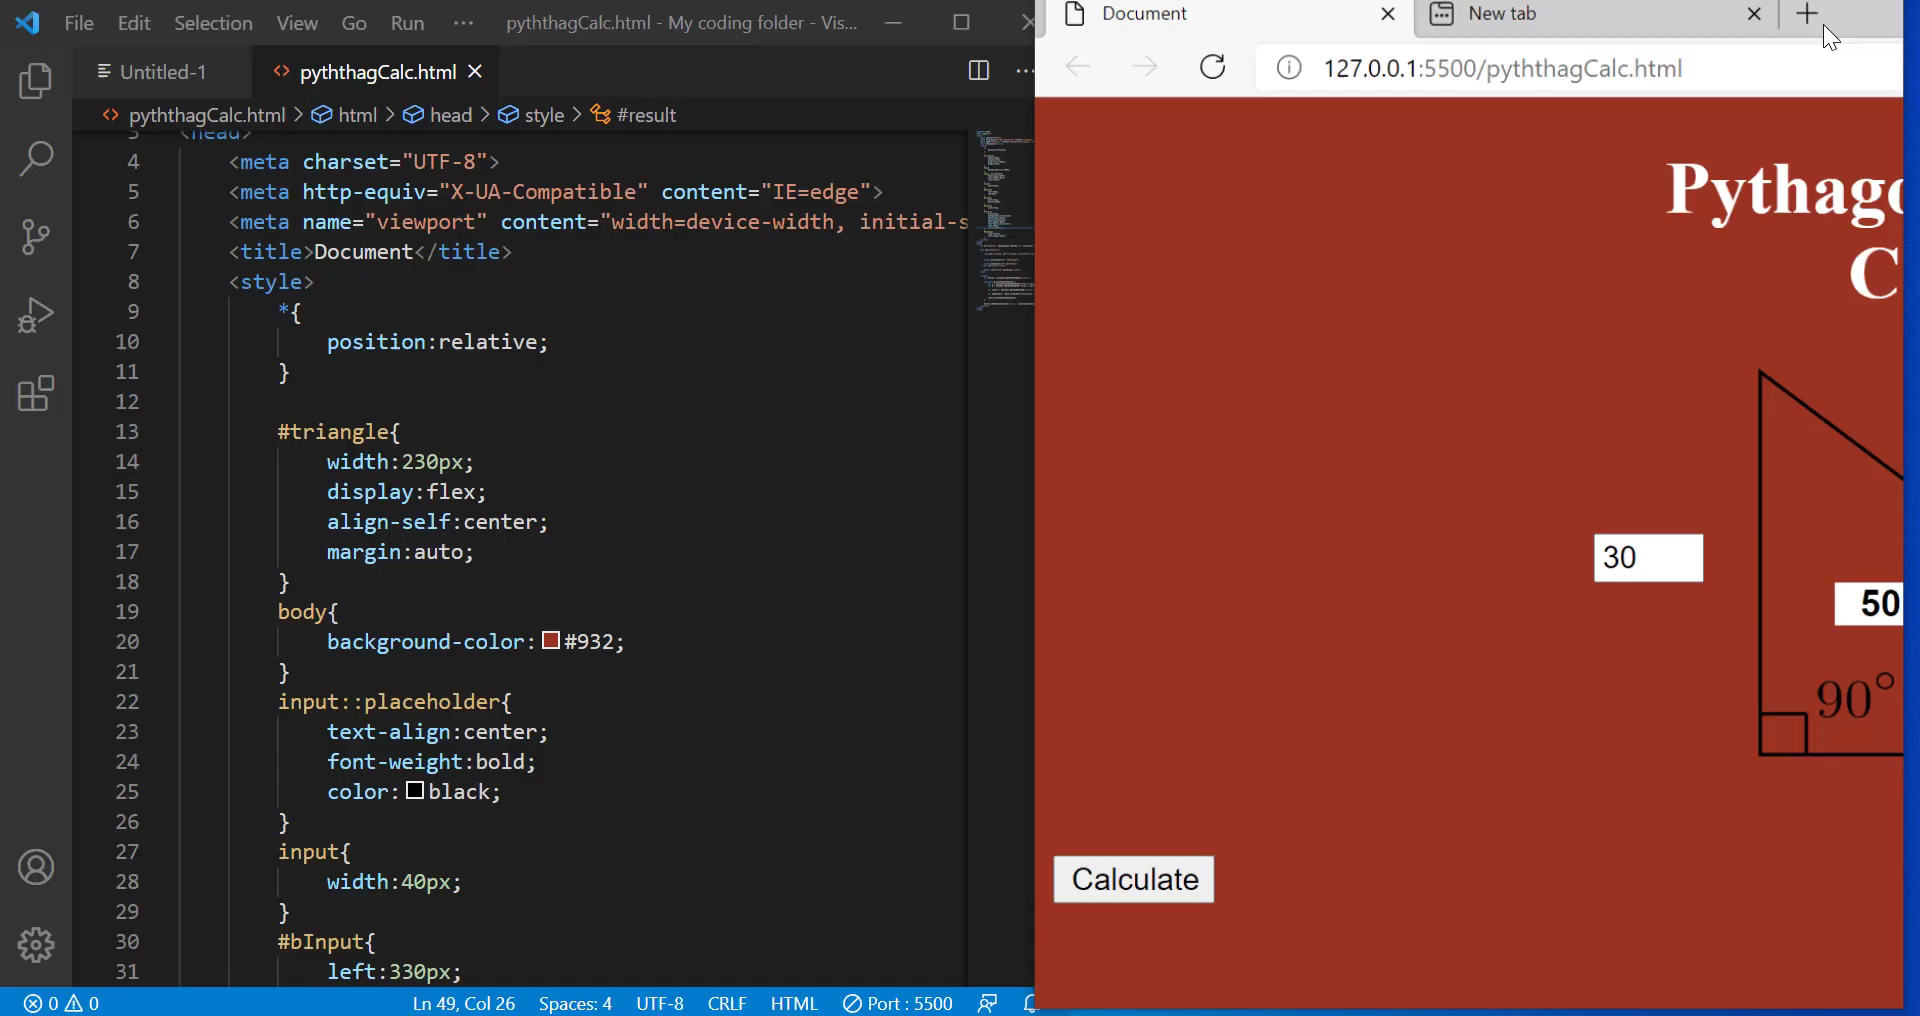 File Edit Selection View Go Run ··· pyththagCalc.html - My coding folder - Vis...
Untitled-1 pyththagCalc.html
pyththagCalc.html > html > head > style > #result
3 <head>
4 <meta charset="UTF-8">
5 <meta http-equiv="X-UA-Compatible" content="IE=edge">
6 <meta name="viewport" content="width=device-width, initial-s
7 <title>Document</title>
8 <style>
9 *{
10 position:relative;
11 }
12
13 #triangle{
14 width:230px;
15 display:flex;
16 align-self:center;
17 margin:auto;
18 }
19 body{
20 background-color:#932;
21 }
22 input::placeholder{
23 text-align:center;
24 font-weight:bold;
25 color:black;
26 }
27 input{
28 width:40px;
29 }
30 #bInput{
31 left:330px;
0 0 Ln 49, Col 26 Spaces: 4 UTF-8 CRLF HTML Port : 5500
Document New tab
127.0.0.1:5500/pyththagCalc.html
Pythago
C
30
50
90°
Calculate